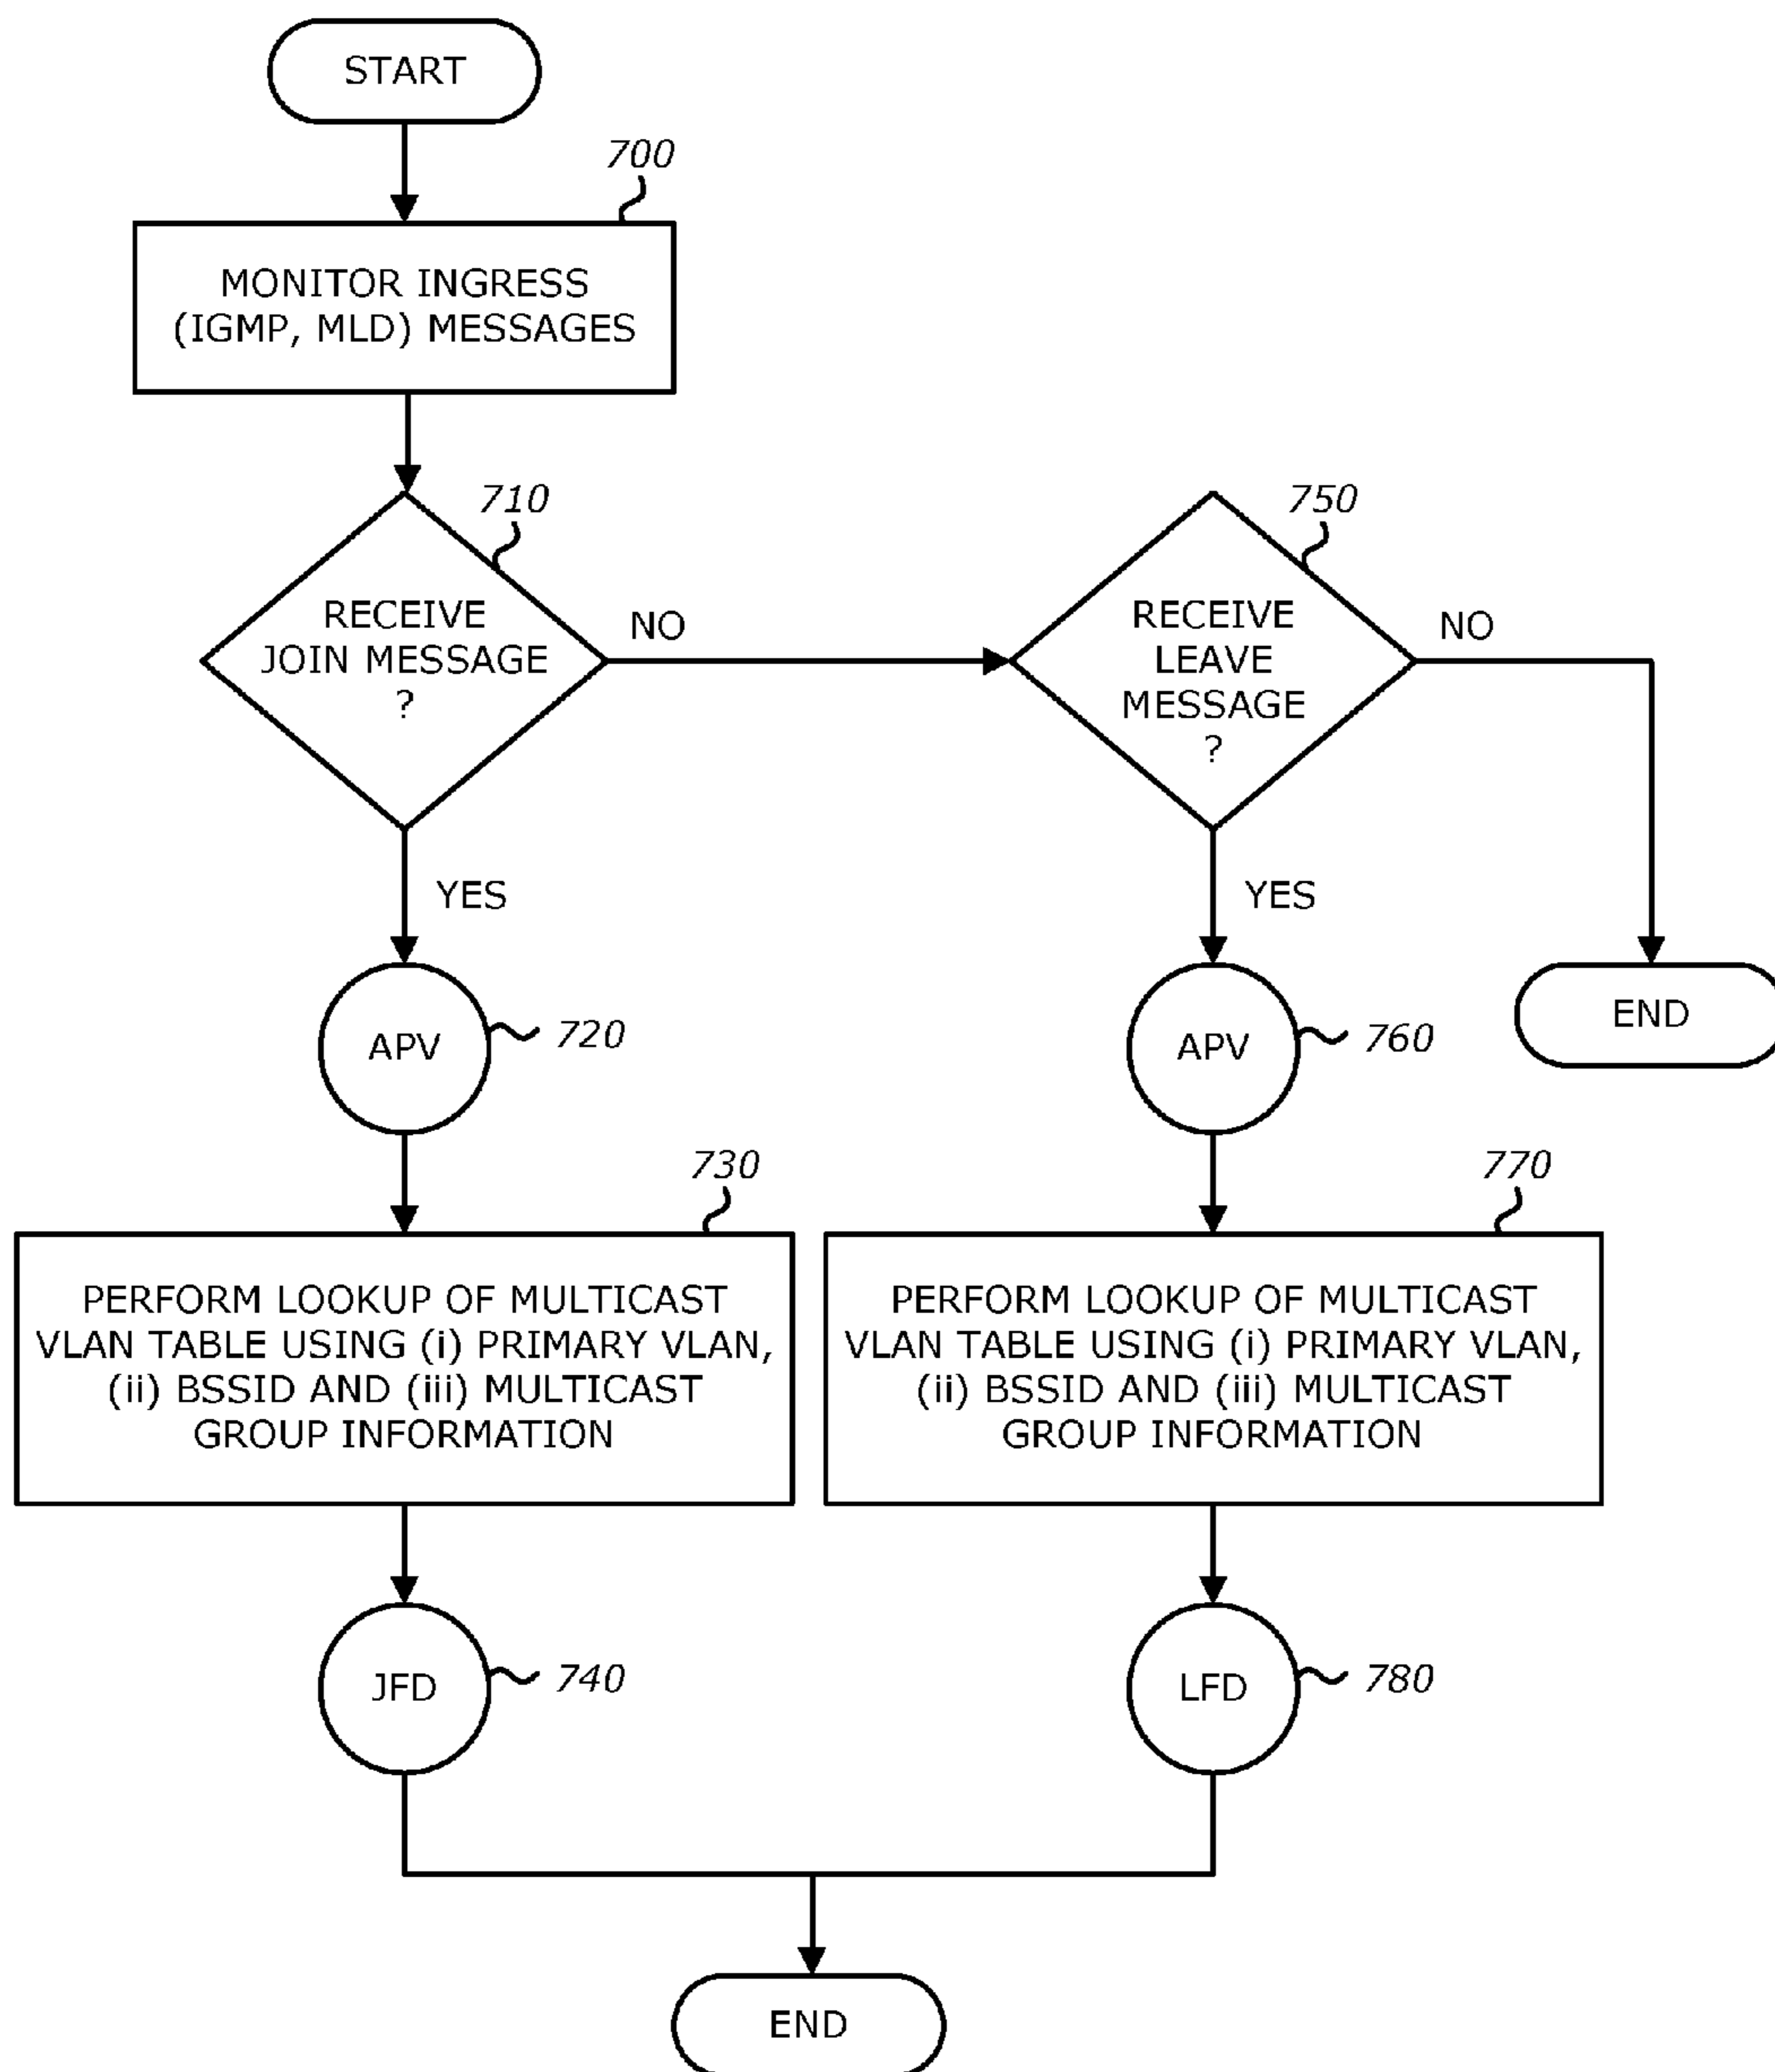 START
700
MONITOR INGRESS
(IGMP, MLD) MESSAGES
710
RECEIVE
JOIN MESSAGE
?
NO
750
RECEIVE
LEAVE
MESSAGE
?
NO
YES
YES
END
APV
720
APV
760
730
PERFORM LOOKUP OF MULTICAST
VLAN TABLE USING (i) PRIMARY VLAN,
(ii) BSSID AND (iii) MULTICAST
GROUP INFORMATION
770
PERFORM LOOKUP OF MULTICAST
VLAN TABLE USING (i) PRIMARY VLAN,
(ii) BSSID AND (iii) MULTICAST
GROUP INFORMATION
JFD
740
LFD
780
END